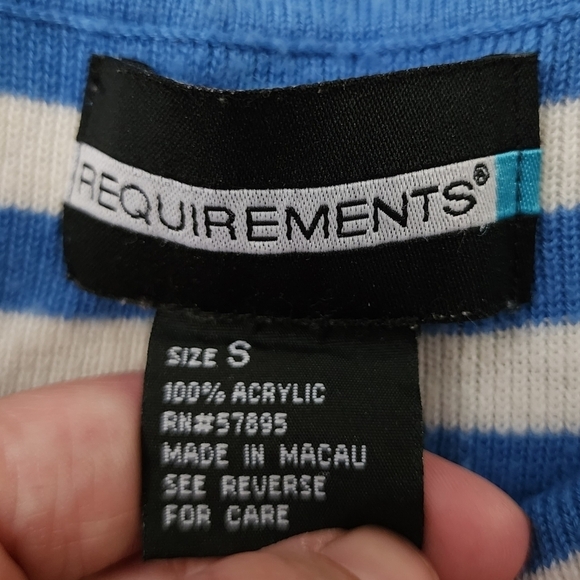 REQUIREMENTS®
SIZE S
100% ACRYLIC
RN#57895
MADE IN MACAU
SEE REVERSE
FOR CARE